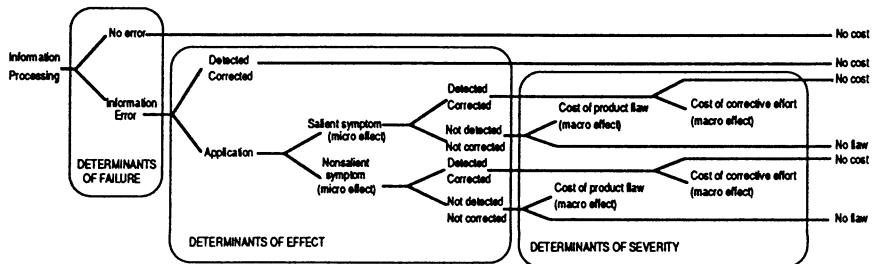 No error
No cost
Information
Processing
Detected
Corrected
No cost
Information
Error
Detected
Corrected
No cost
Cost of corrective effort
(macro effect)
Salient symptom
(micro effect)
Cost of product flaw
(macro effect)
Not detected
Not corrected
No flaw
Application
DETERMINANTS
OF FAILURE
Nonsalient
symptom
(micro effect)
Detected
Corrected
No cost
Cost of corrective effort
(macro effect)
Cost of product flaw
(macro effect)
Not detected
Not corrected
No flaw
DETERMINANTS OF EFFECT
DETERMINANTS OF SEVERITY